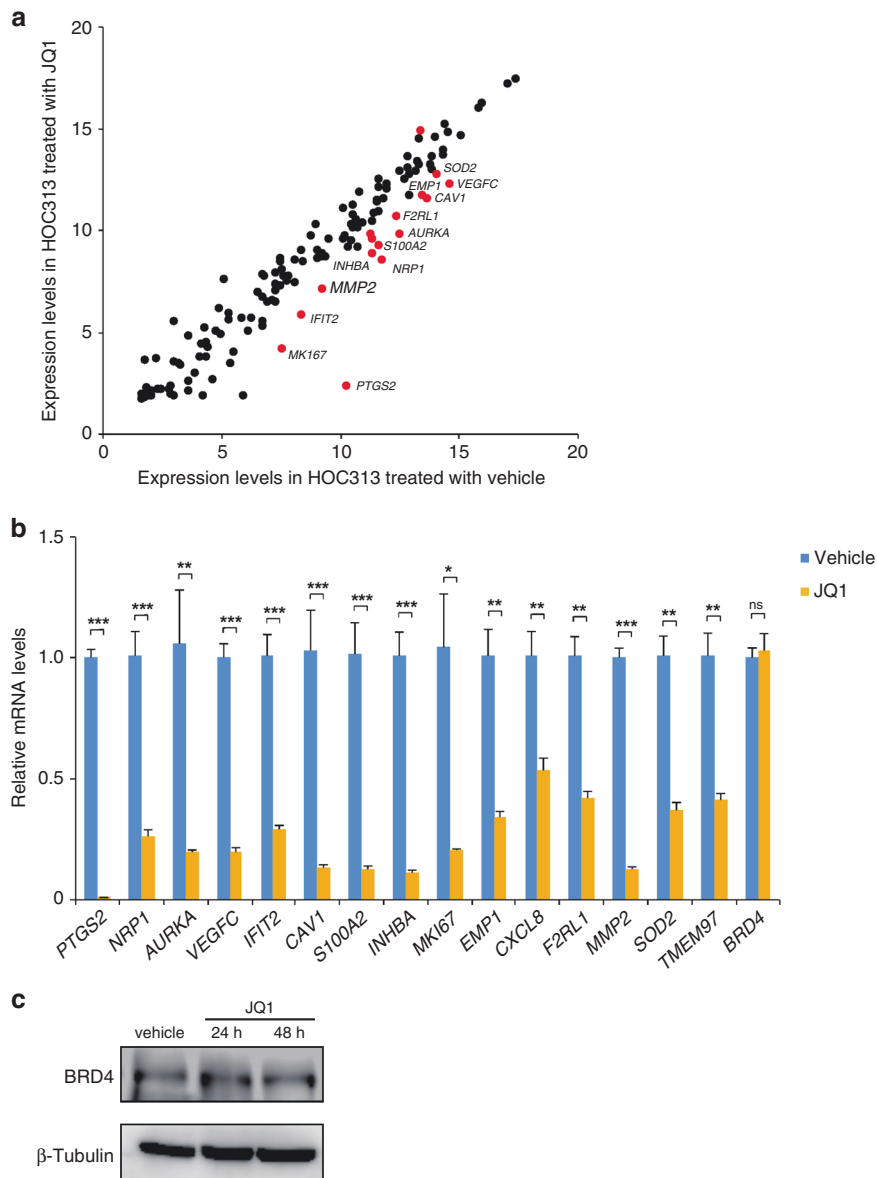 a
20
15
10
5
0
0
5
10
15
20
Expression levels in HOC313 treated with JQ1
Expression levels in HOC313 treated with vehicle
SOD2
EMP1
VEGFC
CAV1
F2RL1
AURKA
S100A2
INHBA
NRP1
MMP2
IFIT2
MK167
PTGS2
b
1.5
1.0
0.5
0
Relative mRNA levels
Vehicle
JQ1
***
***
**
***
***
***
***
***
*
**
**
**
***
**
**
ns
PTGS2
NRP1
AURKA
VEGFC
IFIT2
CAV1
S100A2
INHBA
MKI67
EMP1
CXCL8
F2RL1
MMP2
SOD2
TMEM97
BRD4
c
JQ1
vehicle 24 h 48 h
BRD4
β-Tubulin